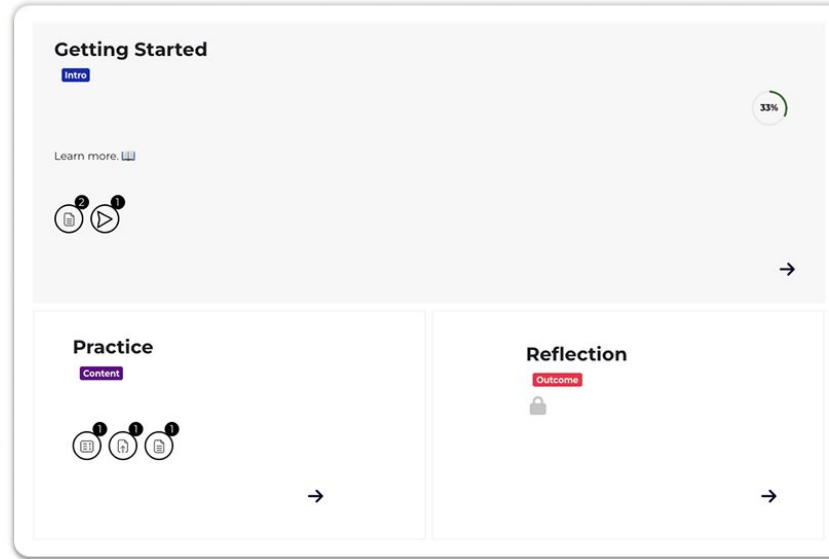 Getting Started
Intro
33%
Learn more. 📖
2 1
Practice
Content
1 1 1
Reflection
Outcome